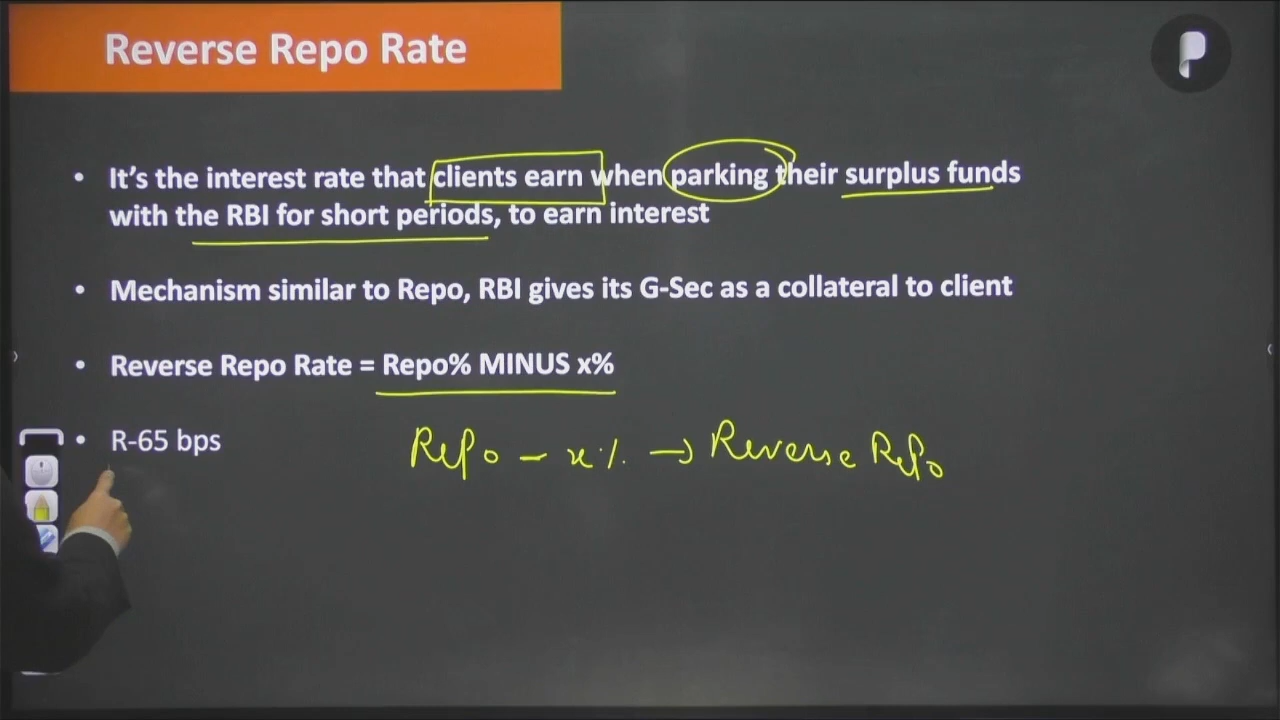 Reverse Repo Rate
• It's the interest rate that clients earn when parking their surplus funds
with the RBI for short periods, to earn interest
• Mechanism similar to Repo, RBI gives its G-Sec as a collateral to client
• Reverse Repo Rate = Repo% MINUS x%
• R-65 bps
Repo - x% → Reverse Repo